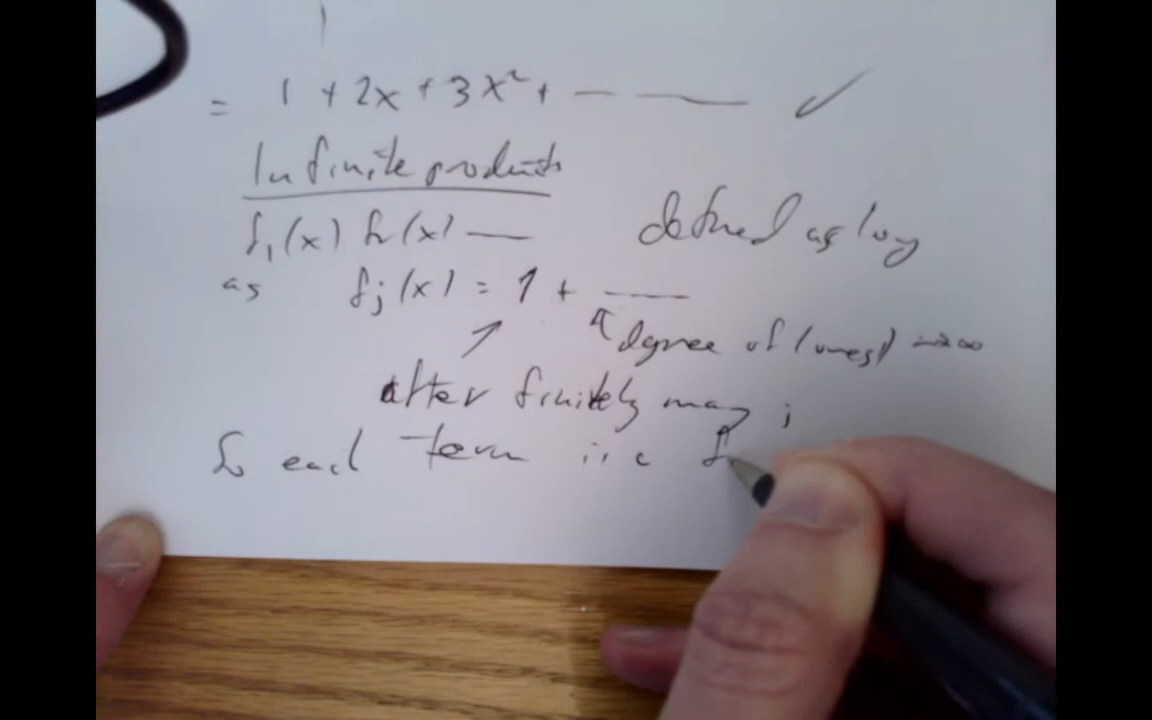 = 1 + 2x + 3x² + — —— ✓
Infinite products
f₁(x) f₂(x) —— defined as long
as fⱼ(x) = 1 + ——
degree of lowest → ∞
after finitely many j
So each term is a f